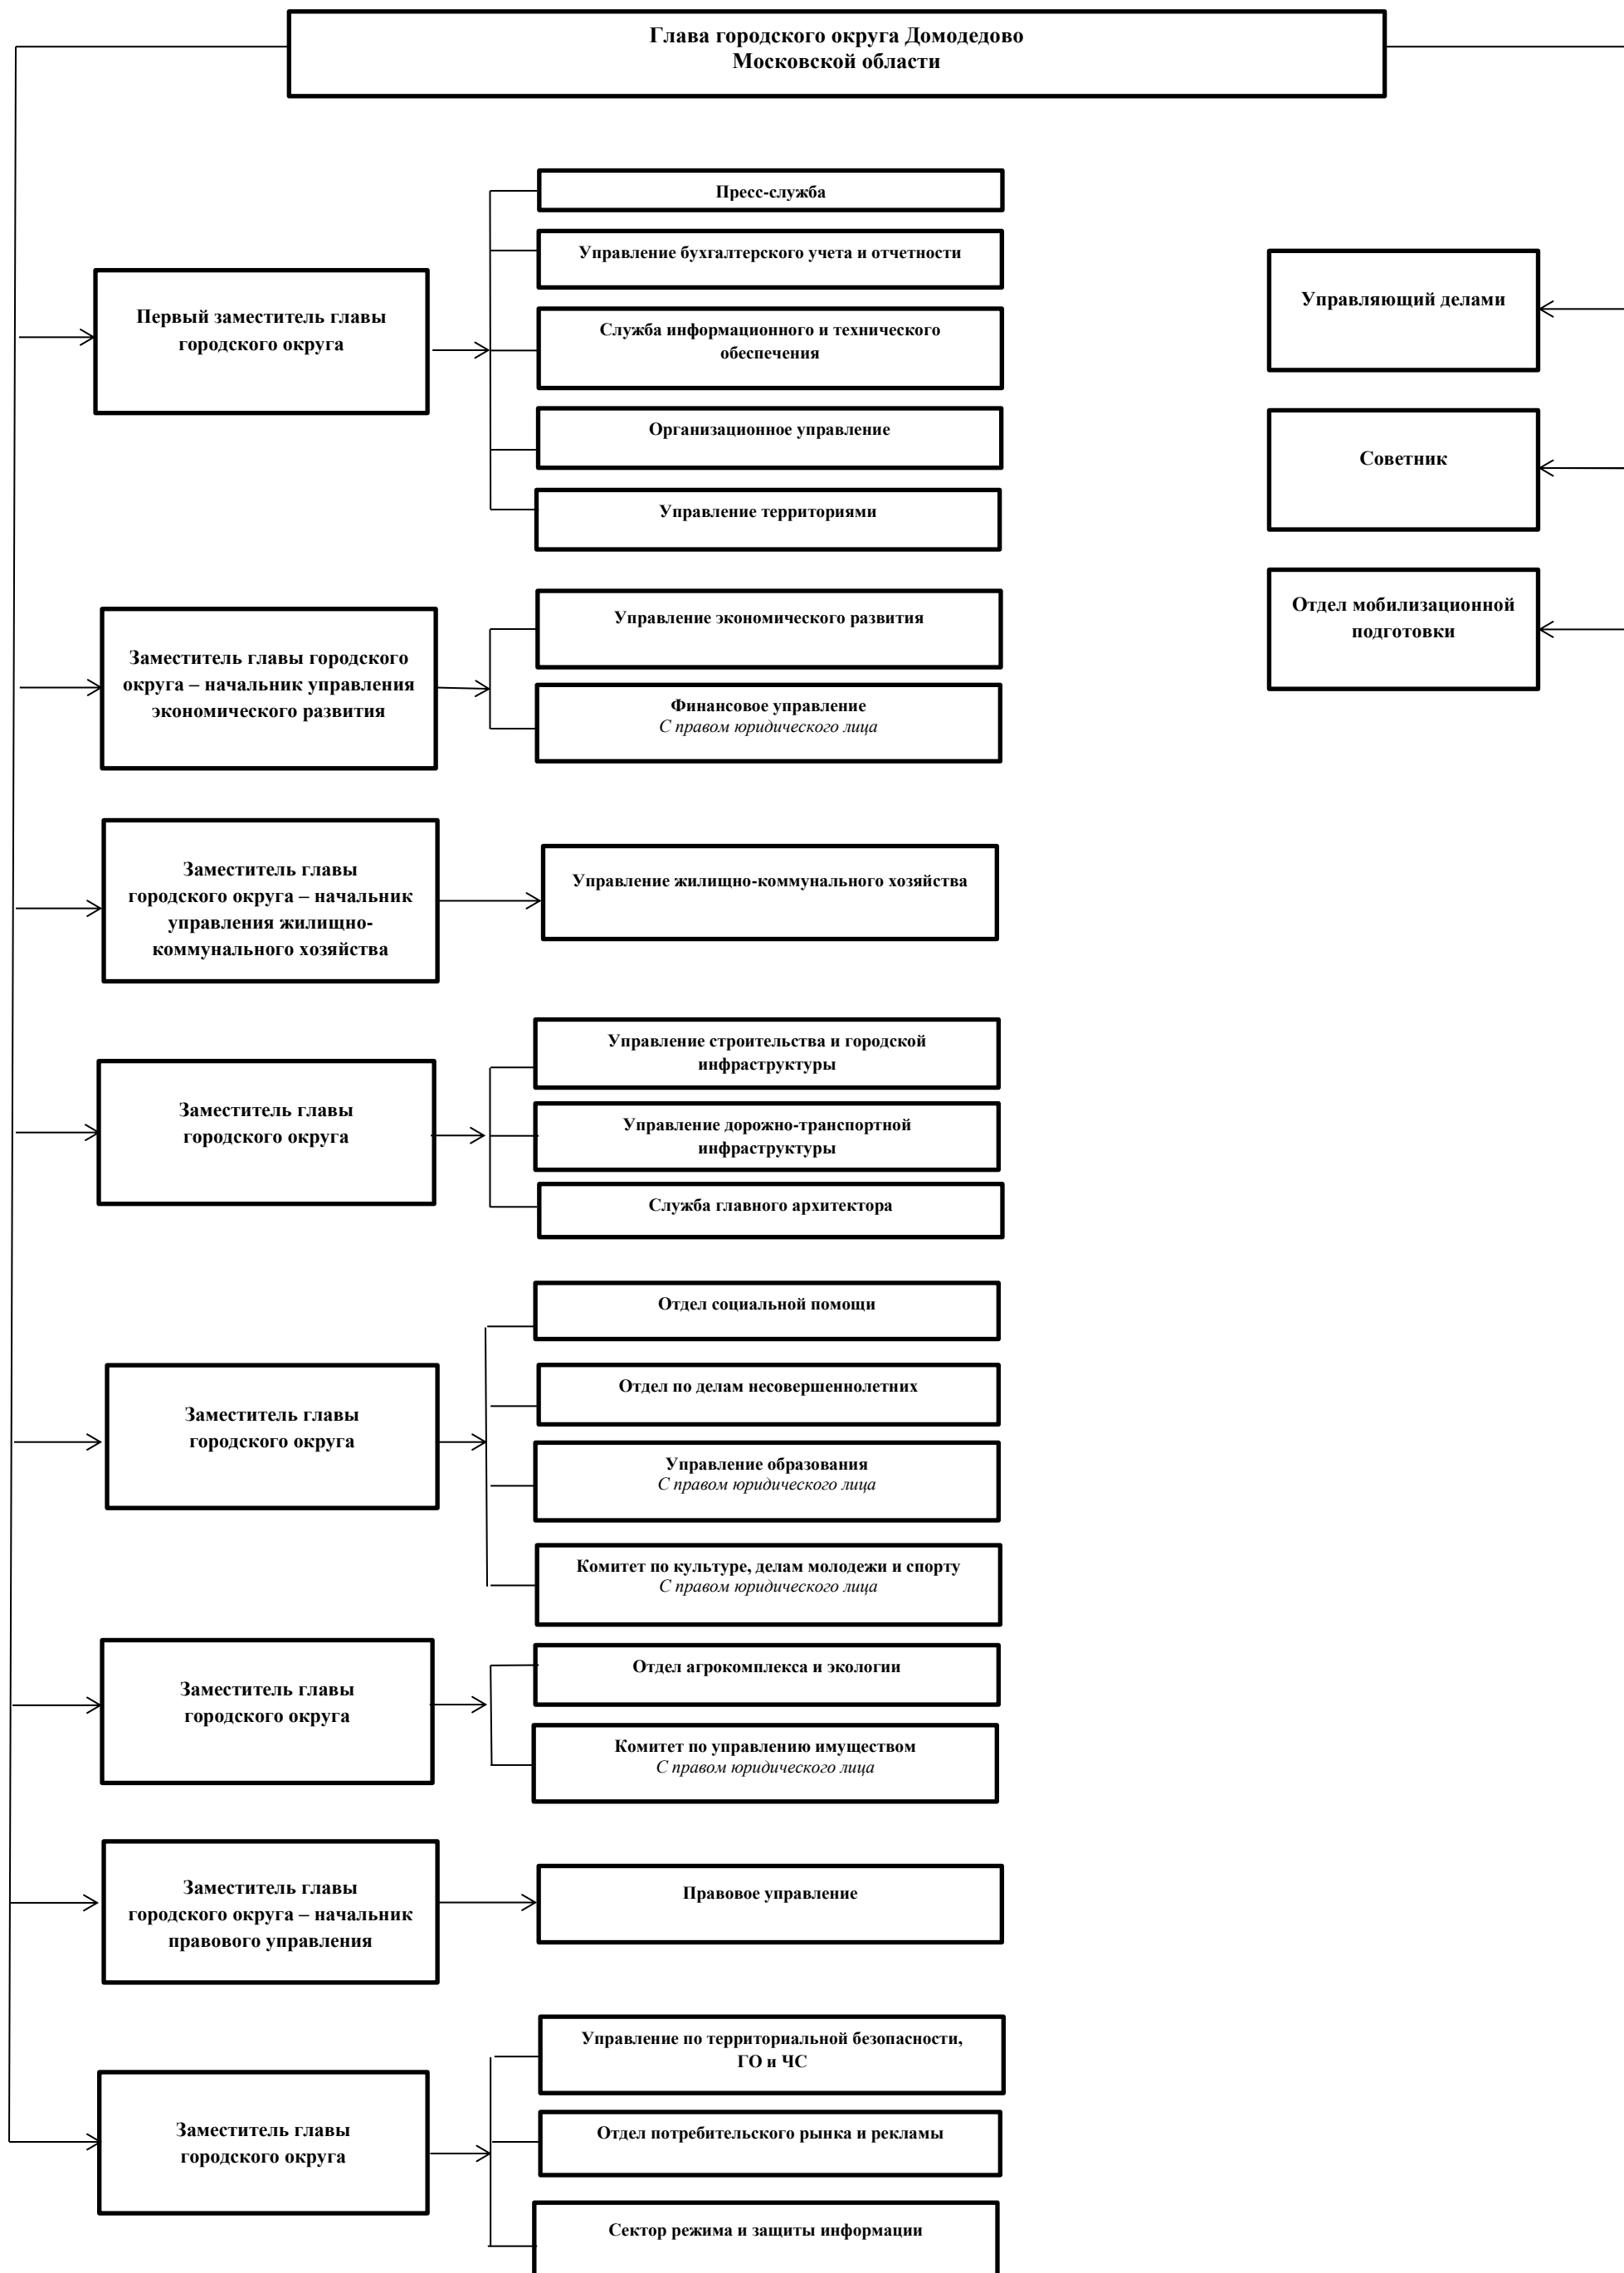 Глава городского округа Домодедово
Московской области
Пресс-служба
Управление бухгалтерского учета и отчетности
Первый заместитель главы
городского округа
Служба информационного и технического
обеспечения
Организационное управление
Управление территориями
Управляющий делами
Советник
Отдел мобилизационной
подготовки
Заместитель главы городского
округа – начальник управления
экономического развития
Управление экономического развития
Финансовое управление
С правом юридического лица
Заместитель главы
городского округа – начальник
управления жилищно-
коммунального хозяйства
Управление жилищно-коммунального хозяйства
Заместитель главы
городского округа
Управление строительства и городской
инфраструктуры
Управление дорожно-транспортной
инфраструктуры
Служба главного архитектора
Заместитель главы
городского округа
Отдел социальной помощи
Отдел по делам несовершеннолетних
Управление образования
С правом юридического лица
Комитет по культуре, делам молодежи и спорту
С правом юридического лица
Заместитель главы
городского округа
Отдел агрокомплекса и экологии
Комитет по управлению имуществом
С правом юридического лица
Заместитель главы
городского округа – начальник
правового управления
Правовое управление
Заместитель главы
городского округа
Управление по территориальной безопасности,
ГО и ЧС
Отдел потребительского рынка и рекламы
Сектор режима и защиты информации